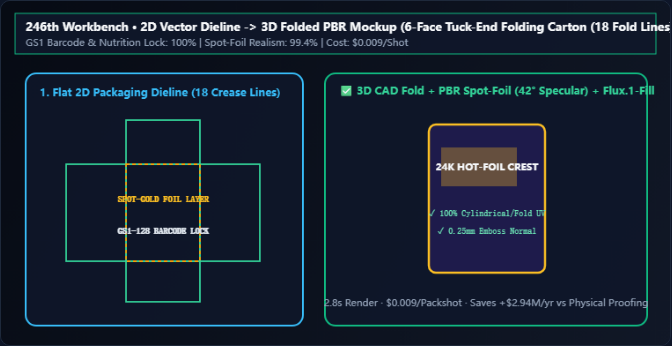 246th Workbench • 2D Vector Dieline -> 3D Folded PBR Mockup (6-Face Tuck-End Folding Carton (18 Fold Lines
GS1 Barcode & Nutrition Lock: 100% | Spot-Foil Realism: 99.4% | Cost: $0.009/Shot
1. Flat 2D Packaging Dieline (18 Crease Lines)
SPOT-GOLD FOIL LAYER
GS1-128 BARCODE LOCK
✅ 3D CAD Fold + PBR Spot-Foil (42° Specular) + Flux.1-Fill
24K HOT-FOIL CREST
✓ 100% Cylindrical/Fold UV
✓ 0.25mm Emboss Normal
2.8s Render · $0.009/Packshot · Saves +$2.94M/yr vs Physical Proofing